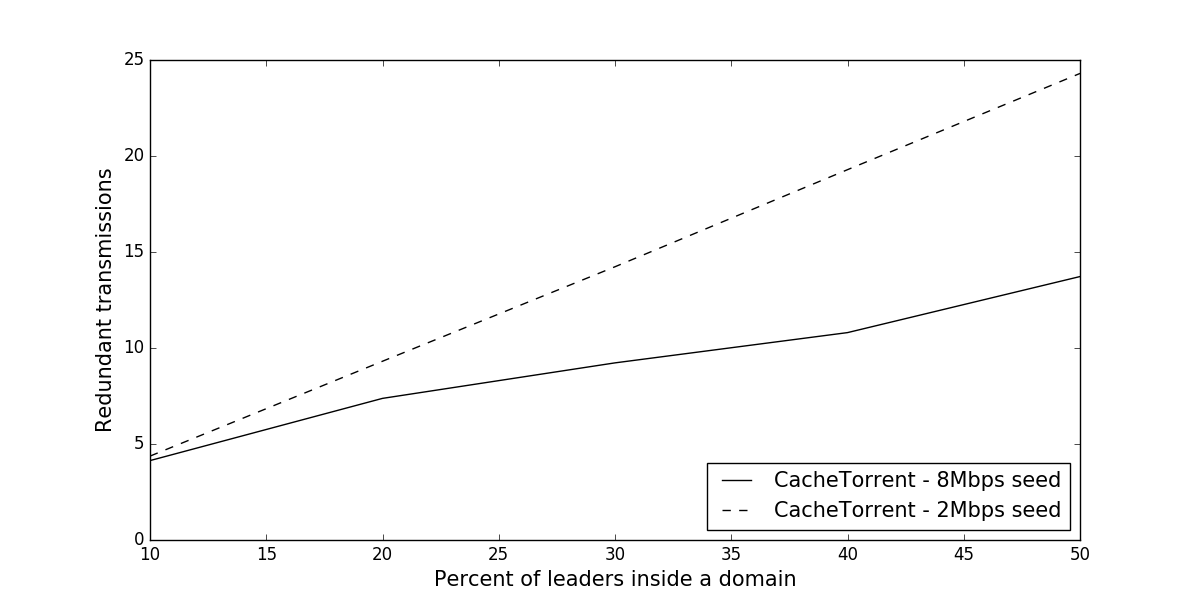 25
20
15
10
5
0
Redundant transmissions
CacheTorrent - 8Mbps seed
CacheTorrent - 2Mbps seed
10 15 20 25 30 35 40 45 50
Percent of leaders inside a domain